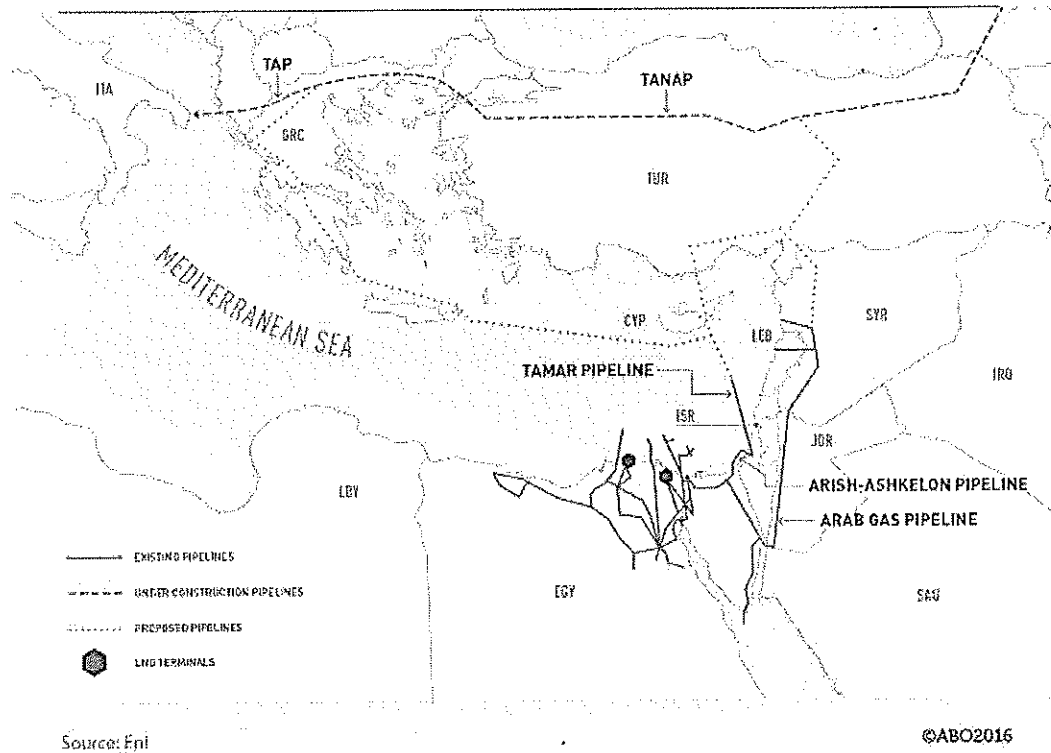 TAP
TANAP
ITA
GRC
TUR
MEDITERRANEAN SEA
CYP
SYR
LEB
TAMAR PIPELINE
IRQ
ISR
JOR
LBY
ARISH-ASHKELON PIPELINE
ARAB GAS PIPELINE
EXISTING PIPELINES
UNDER CONSTRUCTION PIPELINES
EGY
SAU
PROPOSED PIPELINES
LNG TERMINALS
Source: Eni
©ABO2016